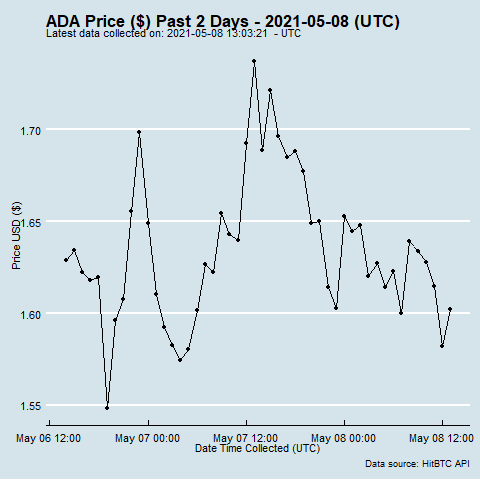 ADA Price ($) Past 2 Days - 2021-05-08 (UTC)
Latest data collected on: 2021-05-08 13:03:21 - UTC
1.70
1.65
1.60
1.55
Price USD ($)
May 06 12:00 May 07 00:00 May 07 12:00 May 08 00:00 May 08 12:00
Date Time Collected (UTC)
Data source: HitBTC API